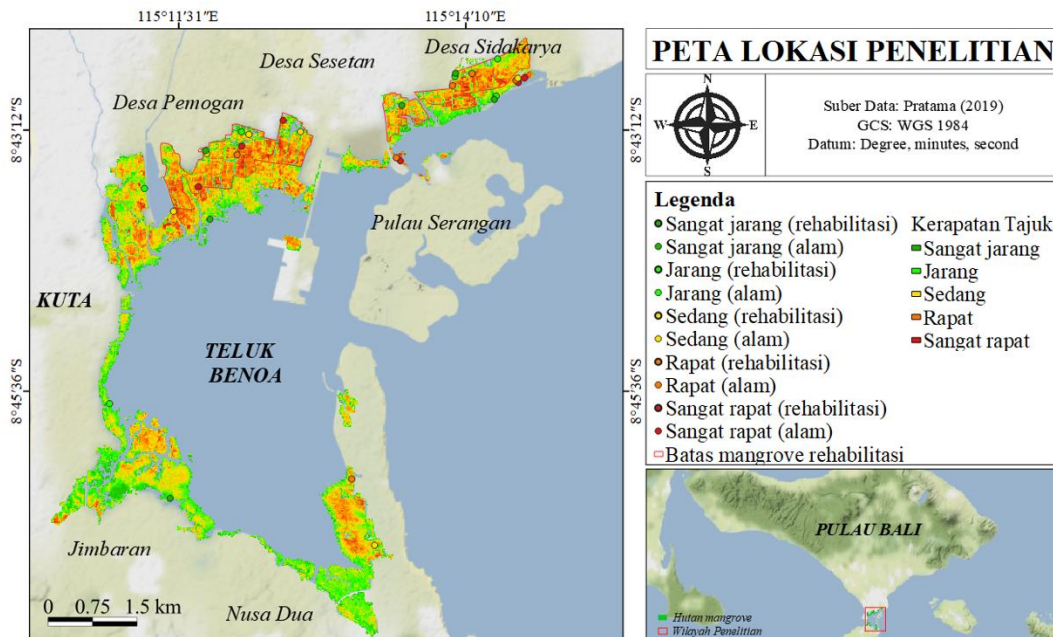 115°11′31″E
115°14′10″E
8°43′12″S
8°43′12″S
8°45′36″S
8°45′36″S
Desa Sidakarya
Desa Sesetan
Desa Pemogan
Pulau Serangan
KUTA
TELUK
BENOA
Jimbaran
Nusa Dua
0 0.75 1.5 km
PETA LOKASI PENELITIAN
N
W E
S
Suber Data: Pratama (2019)
GCS: WGS 1984
Datum: Degree, minutes, second
Legenda
Sangat jarang (rehabilitasi)
Sangat jarang (alam)
Jarang (rehabilitasi)
Jarang (alam)
Sedang (rehabilitasi)
Sedang (alam)
Rapat (rehabilitasi)
Rapat (alam)
Sangat rapat (rehabilitasi)
Sangat rapat (alam)
Batas mangrove rehabilitasi
Kerapatan Tajuk
Sangat jarang
Jarang
Sedang
Rapat
Sangat rapat
PULAU BALI
Hutan mangrove
Wilayah Penelitian